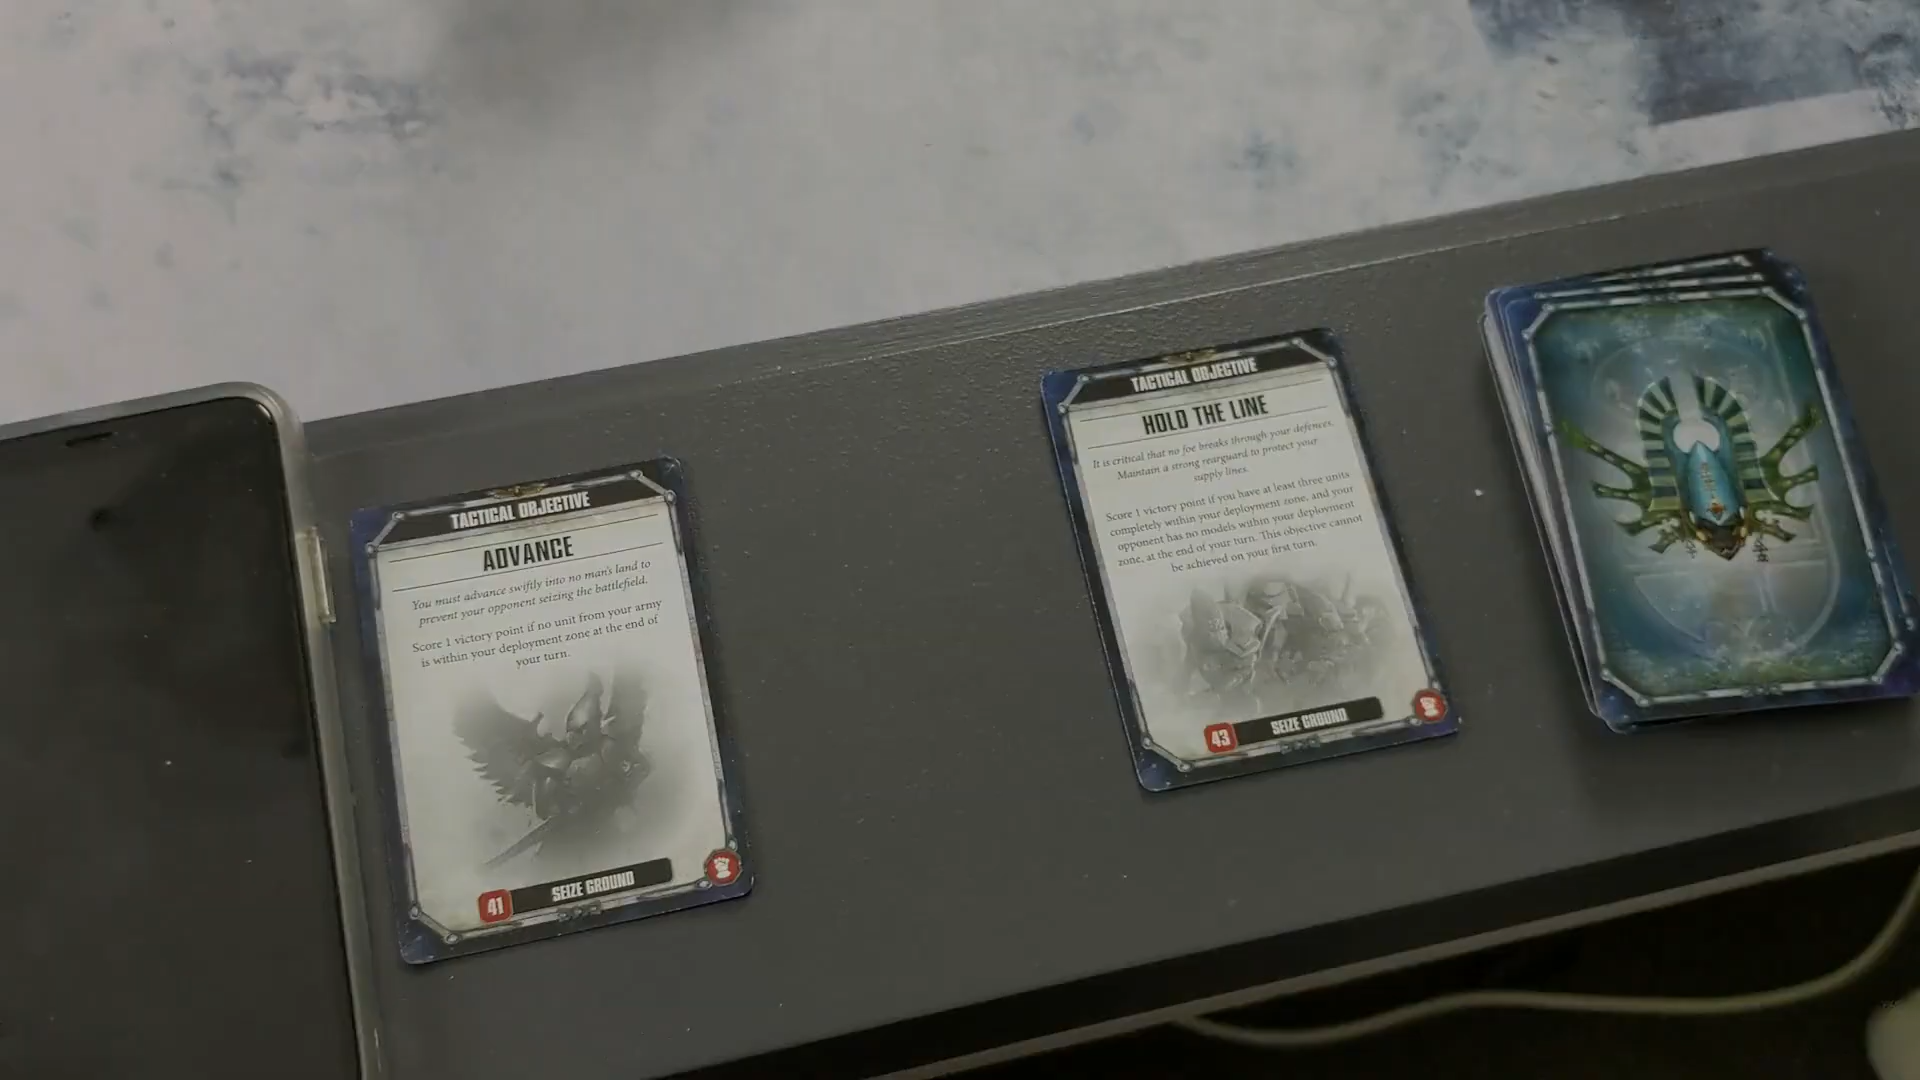 TACTICAL OBJECTIVE
ADVANCE
You must advance swiftly into no man's land to
prevent your opponent seizing the battlefield.
Score 1 victory point if no unit from your army
is within your deployment zone at the end of
your turn.
41
SEIZE GROUND
TACTICAL OBJECTIVE
HOLD THE LINE
It is critical that no foe breaks through your defences.
Maintain a strong rearguard to protect your
supply lines.
Score 1 victory point if you have at least three units
completely within your deployment zone, and your
opponent has no models within your deployment
zone, at the end of your turn. This objective cannot
be achieved on your first turn.
43
SEIZE GROUND